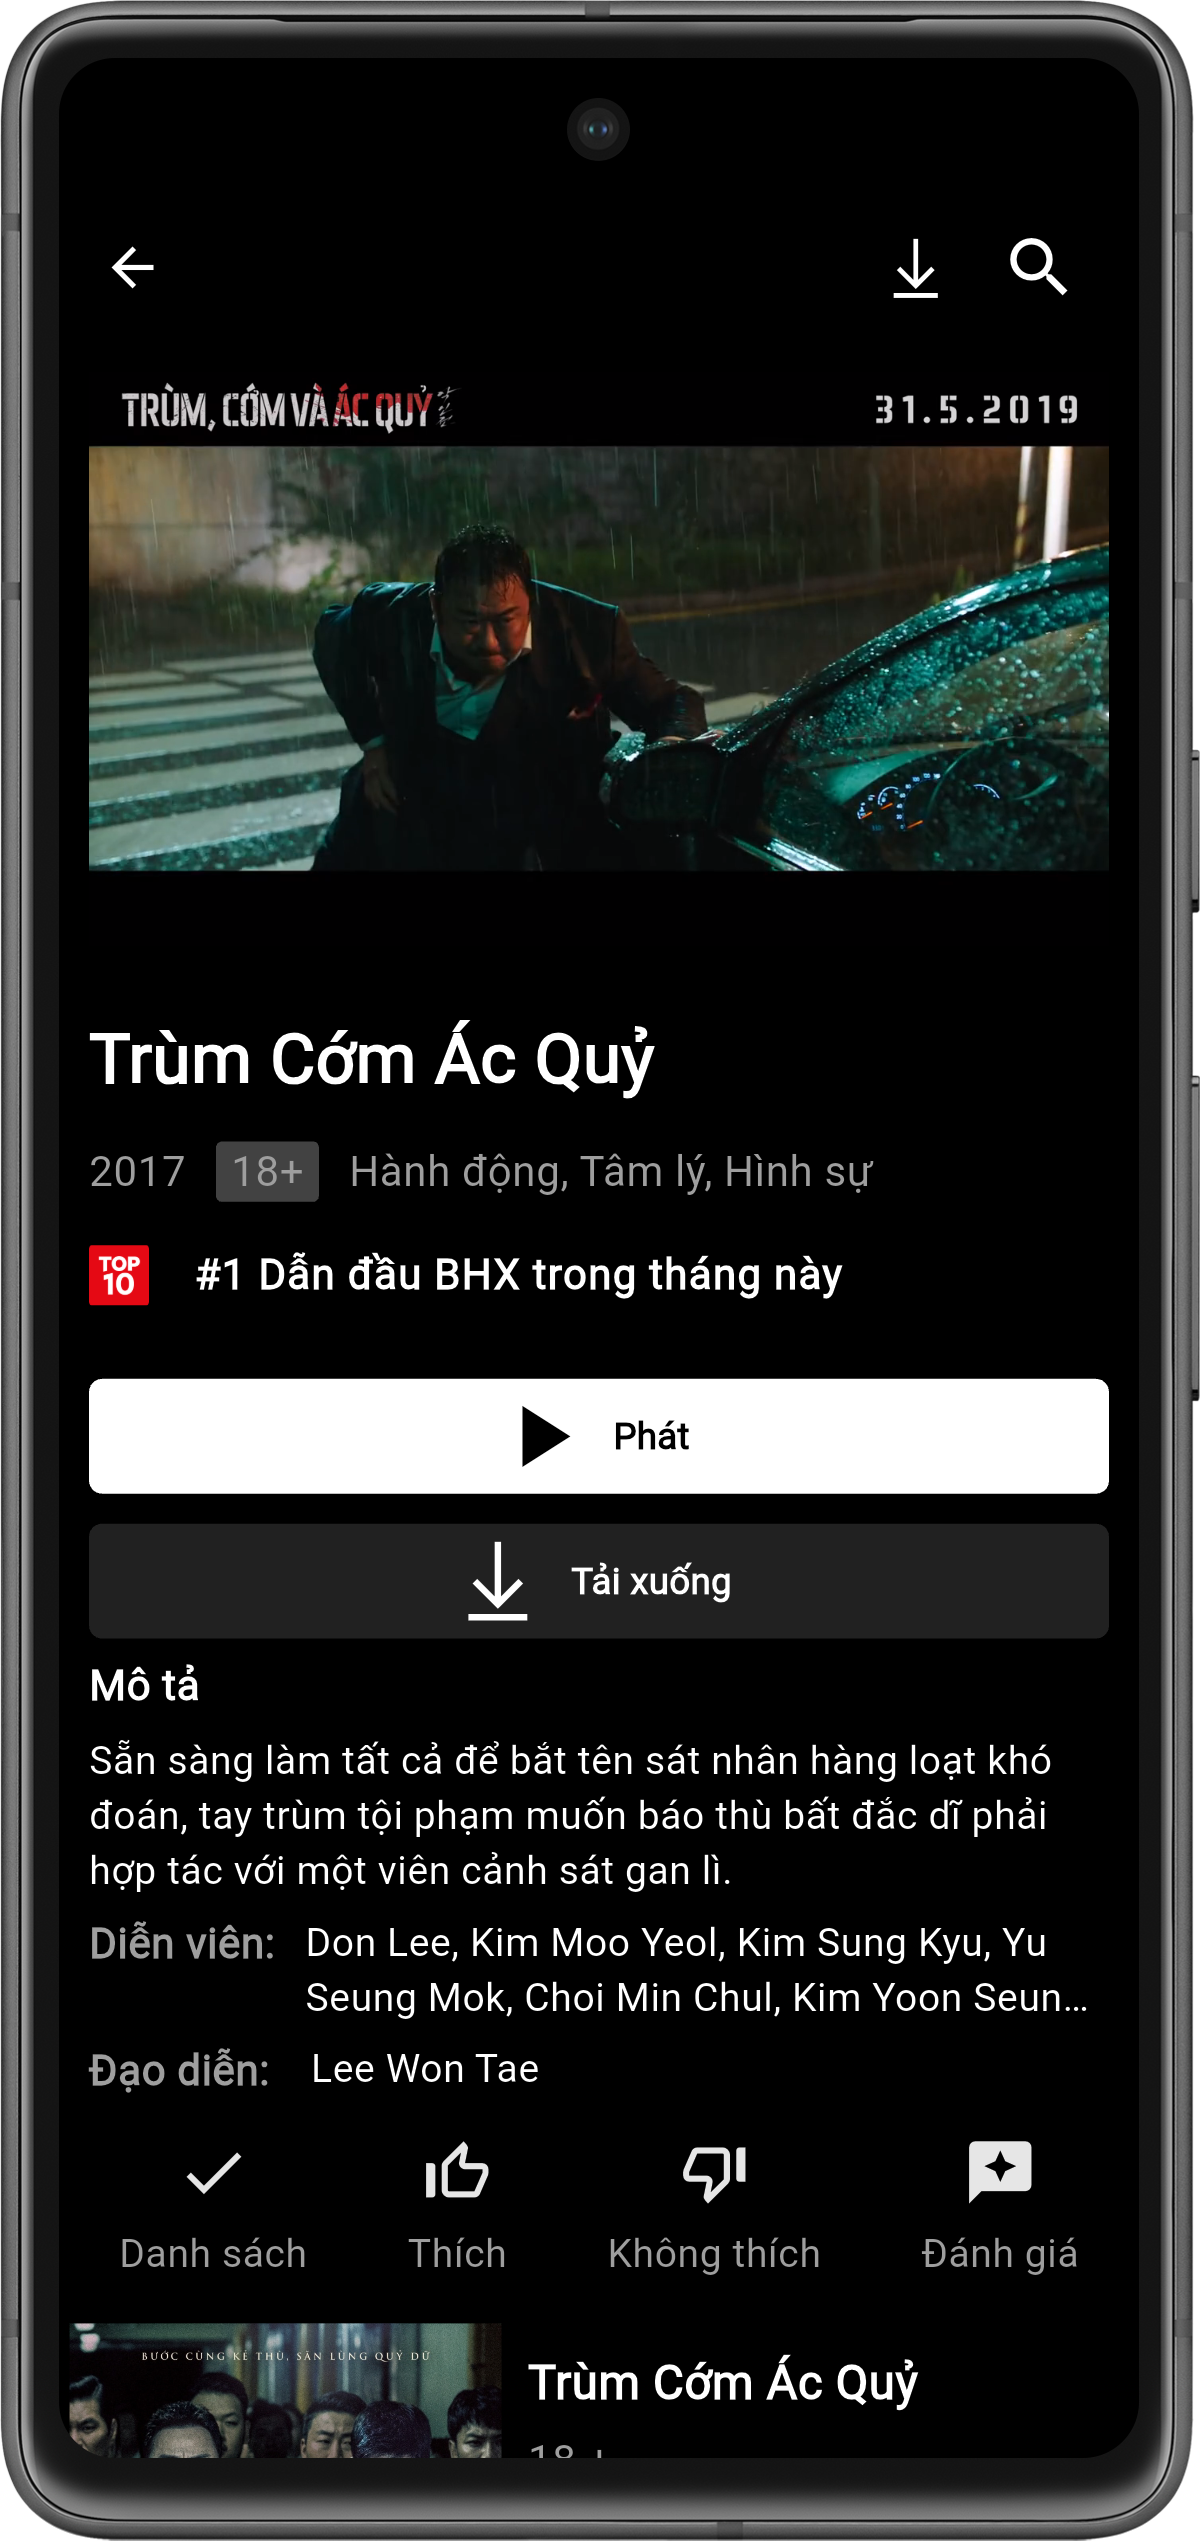 TRÙM, CỚM VÀ ÁC QUỶ
31.5.2019
Trùm Cớm Ác Quỷ
2017 18+ Hành động, Tâm lý, Hình sự
TOP
10
#1 Dẫn đầu BHX trong tháng này
Phát
Tải xuống
Mô tả
Sẵn sàng làm tất cả để bắt tên sát nhân hàng loạt khó
đoán, tay trùm tội phạm muốn báo thù bất đắc dĩ phải
hợp tác với một viên cảnh sát gan lì.
Diễn viên: Don Lee, Kim Moo Yeol, Kim Sung Kyu, Yu
Seung Mok, Choi Min Chul, Kim Yoon Seun...
Đạo diễn: Lee Won Tae
Danh sách Thích Không thích Đánh giá
BƯỚC CÙNG KẺ THÙ, SĂN LÙNG QUỶ DỮ
Trùm Cớm Ác Quỷ